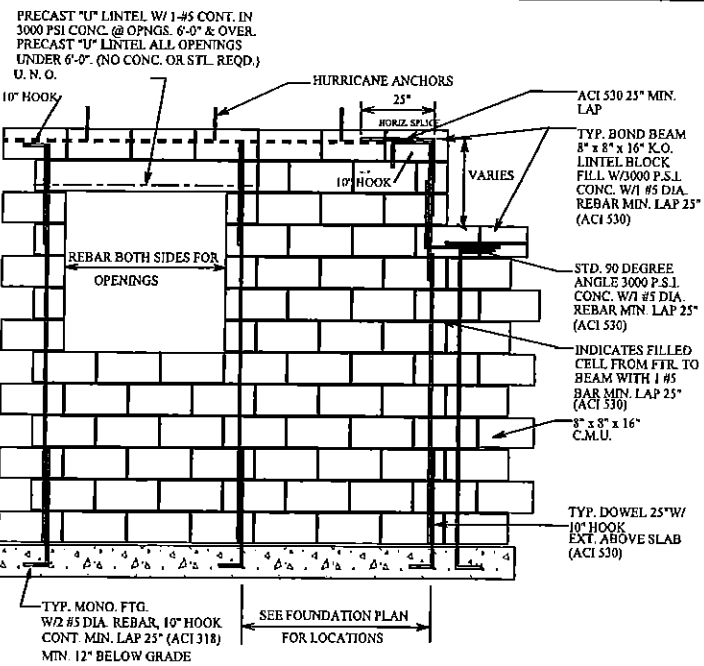 PRECAST "U" LINTEL W/ 1-#5 CONT. IN
3000 PSI CONC. @ OPNGS. 6'-0" & OVER.
PRECAST "U" LINTEL ALL OPENINGS
UNDER 6'-0". (NO CONC. OR STL. REQD.)
U. N. O.
10" HOOK
HURRICANE ANCHORS
25"
HORIZ. SPLICE
ACI 530 25" MIN.
LAP
TYP. BOND BEAM
8" x 8" x 16" K.O.
LINTEL BLOCK
FILL W/3000 P.S.I.
CONC. W/1 #5 DIA.
REBAR MIN. LAP 25"
(ACI 530)
10" HOOK
VARIES
REBAR BOTH SIDES FOR
OPENINGS
STD. 90 DEGREE
ANGLE 3000 P.S.I.
CONC. W/1 #5 DIA.
REBAR MIN. LAP 25"
(ACI 530)
INDICATES FILLED
CELL FROM FTR. TO
BEAM WITH 1 #5
BAR MIN. LAP 25"
(ACI 530)
8" x 8" x 16"
C.M.U.
TYP. DOWEL 25"W/
10" HOOK
EXT. ABOVE SLAB
(ACI 530)
TYP. MONO. FTG.
W/2 #5 DIA. REBAR, 10" HOOK
CONT. MIN. LAP 25" (ACI 318)
MIN. 12" BELOW GRADE
SEE FOUNDATION PLAN
FOR LOCATIONS